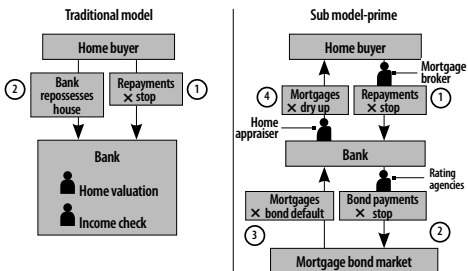 Traditional model
Home buyer
2
Bank
repossesses
house
Repayments
× stop
1
Bank
Home valuation
Income check
Sub model-prime
Home buyer
Mortgage
broker
4
Mortgages
× dry up
Repayments
× stop
1
Home
appraiser
Bank
Rating
agencies
Mortgages
× bond default
Bond payments
× stop
3
2
Mortgage bond market